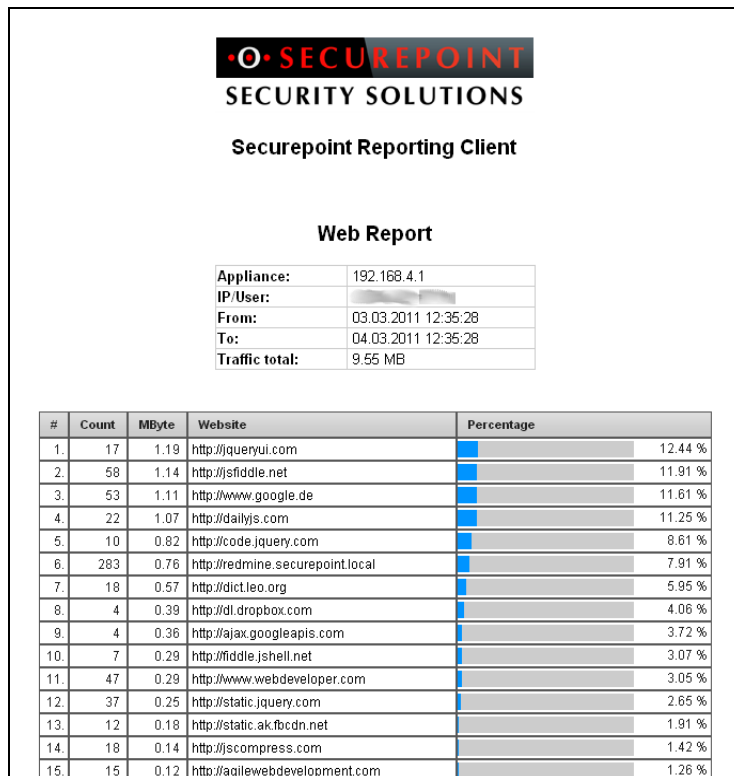 SECUREPOINT
SECURITY SOLUTIONS
Securepoint Reporting Client
Web Report
Appliance: 192.168.4.1
IP/User:
From: 03.03.2011 12:35:28
To: 04.03.2011 12:35:28
Traffic total: 9.55 MB
# Count MByte Website Percentage
1. 17 1.19 http://jqueryui.com 12.44 %
2. 58 1.14 http://jsfiddle.net 11.91 %
3. 53 1.11 http://www.google.de 11.61 %
4. 22 1.07 http://dailyjs.com 11.25 %
5. 10 0.82 http://code.jquery.com 8.61 %
6. 283 0.76 http://redmine.securepoint.local 7.91 %
7. 18 0.57 http://dict.leo.org 5.95 %
8. 4 0.39 http://dl.dropbox.com 4.06 %
9. 4 0.36 http://ajax.googleapis.com 3.72 %
10. 7 0.29 http://fiddle.jshell.net 3.07 %
11. 47 0.29 http://www.webdeveloper.com 3.05 %
12. 37 0.25 http://static.jquery.com 2.65 %
13. 12 0.18 http://static.ak.fbcdn.net 1.91 %
14. 18 0.14 http://jscompress.com 1.42 %
15. 15 0.12 http://agilewebdevelopment.com 1.26 %